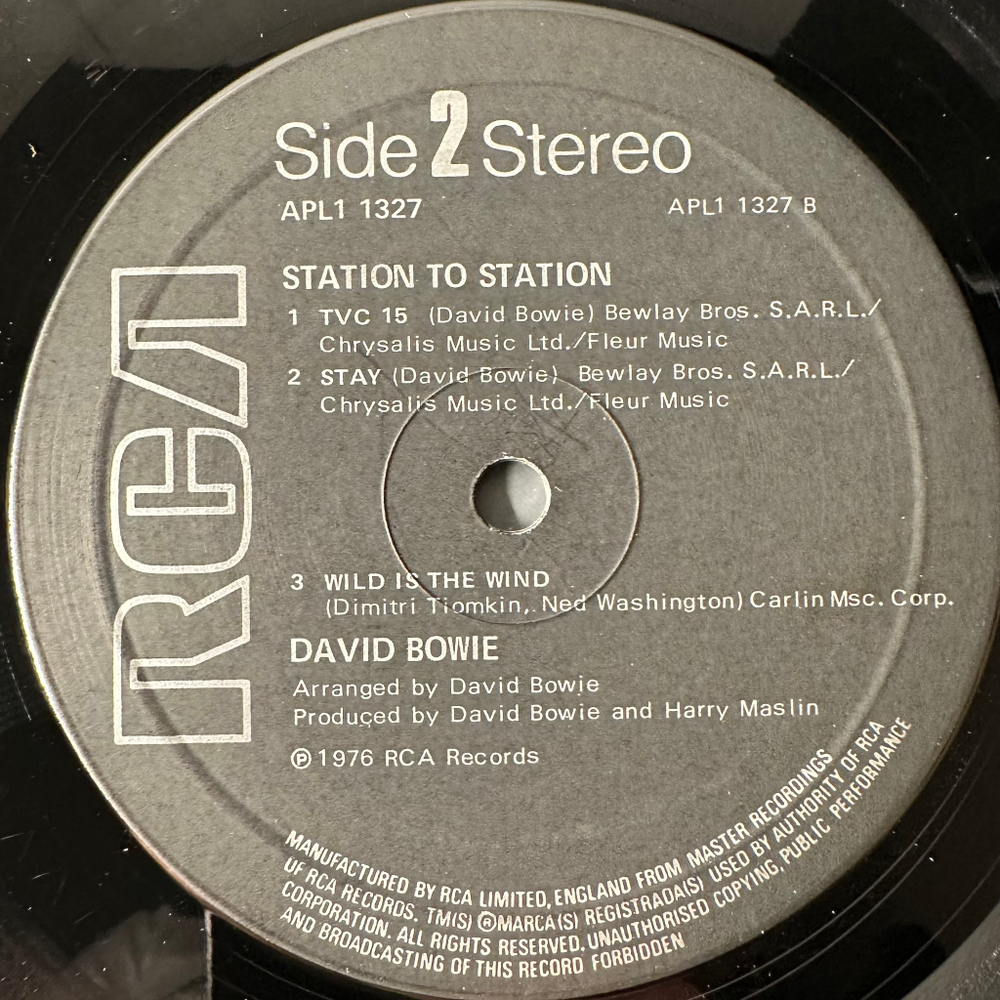 Side 2 Stereo
APL1 1327
APL1 1327 B
STATION TO STATION
1 TVC 15 (David Bowie) Bewlay Bros. S.A.R.L./
Chrysalis Music Ltd./Fleur Music
2 STAY (David Bowie) Bewlay Bros. S.A.R.L./
Chrysalis Music Ltd./Fleur Music
3 WILD IS THE WIND
(Dimitri Tiomkin, Ned Washington) Carlin Msc. Corp.
DAVID BOWIE
Arranged by David Bowie
Produced by David Bowie and Harry Maslin
℗ 1976 RCA Records
RCA
MANUFACTURED BY RCA LIMITED, ENGLAND FROM MASTER RECORDINGS
OF RCA RECORDS. TM(S) ® MARCA(S) REGISTRADA(S) USED BY AUTHORITY OF RCA
CORPORATION. ALL RIGHTS RESERVED. UNAUTHORISED COPYING, PUBLIC PERFORMANCE
AND BROADCASTING OF THIS RECORD FORBIDDEN